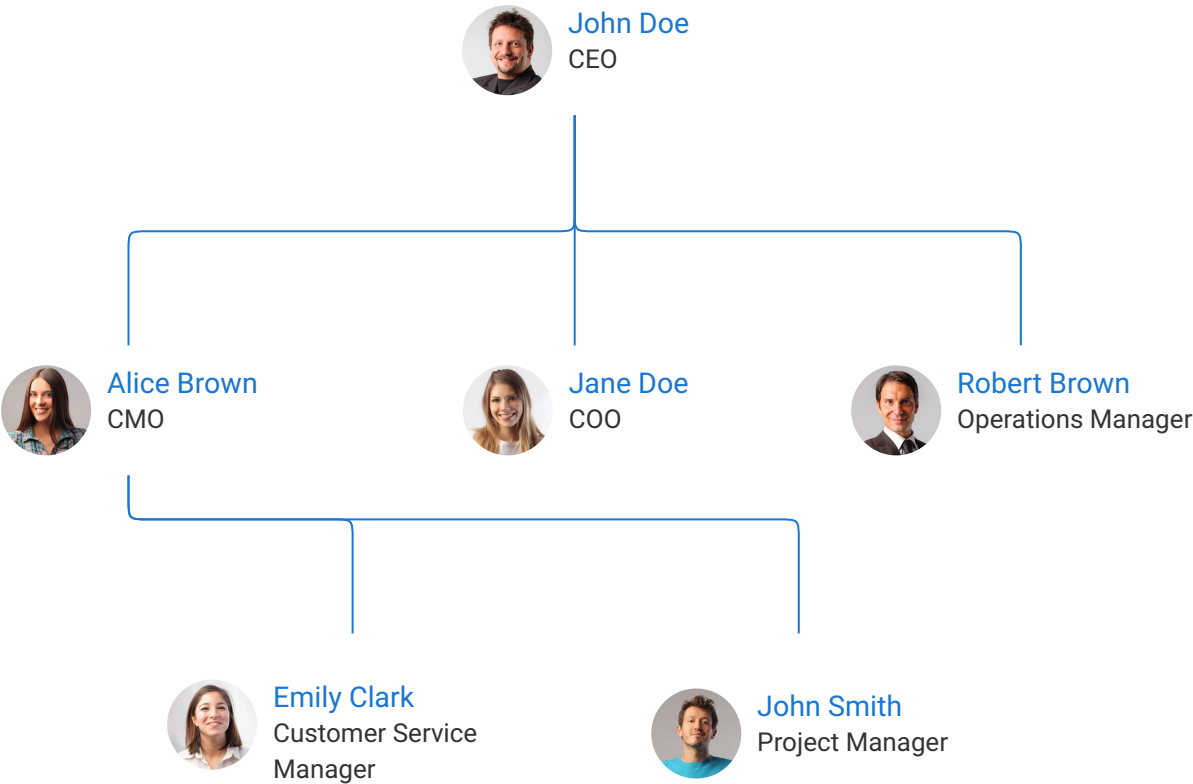 John Doe
CEO
Alice Brown
CMO
Jane Doe
COO
Robert Brown
Operations Manager
Emily Clark
Customer Service
Manager
John Smith
Project Manager